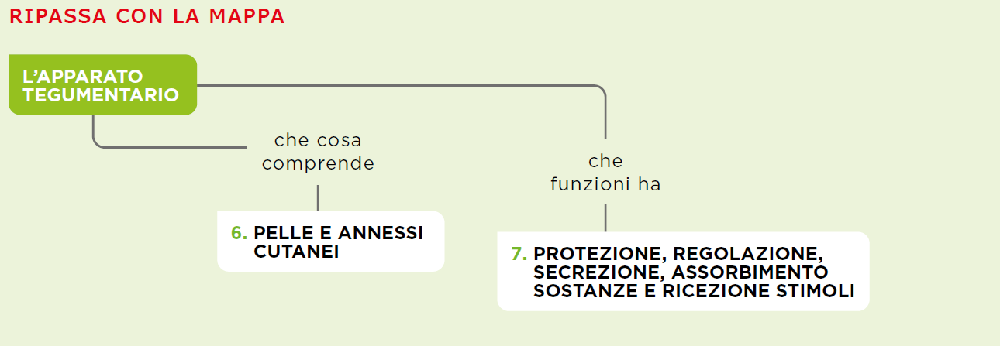 RIPASSA CON LA MAPPA
L'APPARATO
TEGUMENTARIO
che cosa
comprende
6. PELLE E ANNESSI
CUTANEI
che
funzioni ha
7. PROTEZIONE, REGOLAZIONE,
SECREZIONE, ASSORBIMENTO
SOSTANZE E RICEZIONE STIMOLI